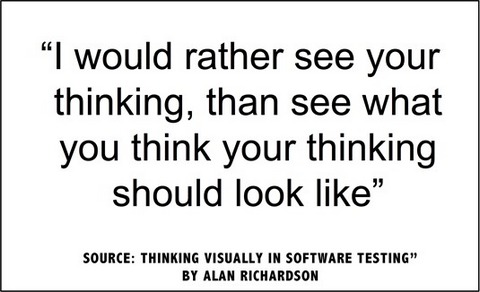 “I would rather see your
thinking, than see what
you think your thinking
should look like”
SOURCE: THINKING VISUALLY IN SOFTWARE TESTING”
BY ALAN RICHARDSON